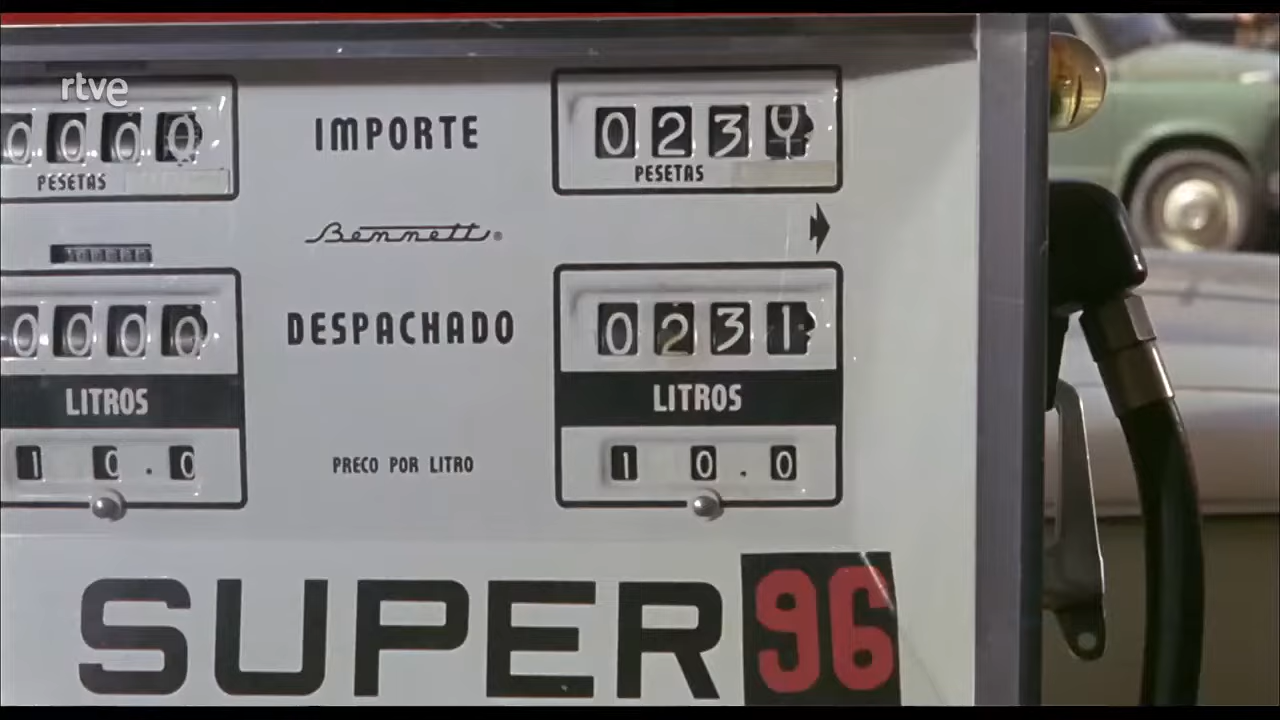 rtve
0000 IMPORTE 023
PESETAS PESETAS
Bennett®
0000 DESPACHADO 0231
LITROS LITROS
10.0 PRECO POR LITRO 10.0
SUPER 96